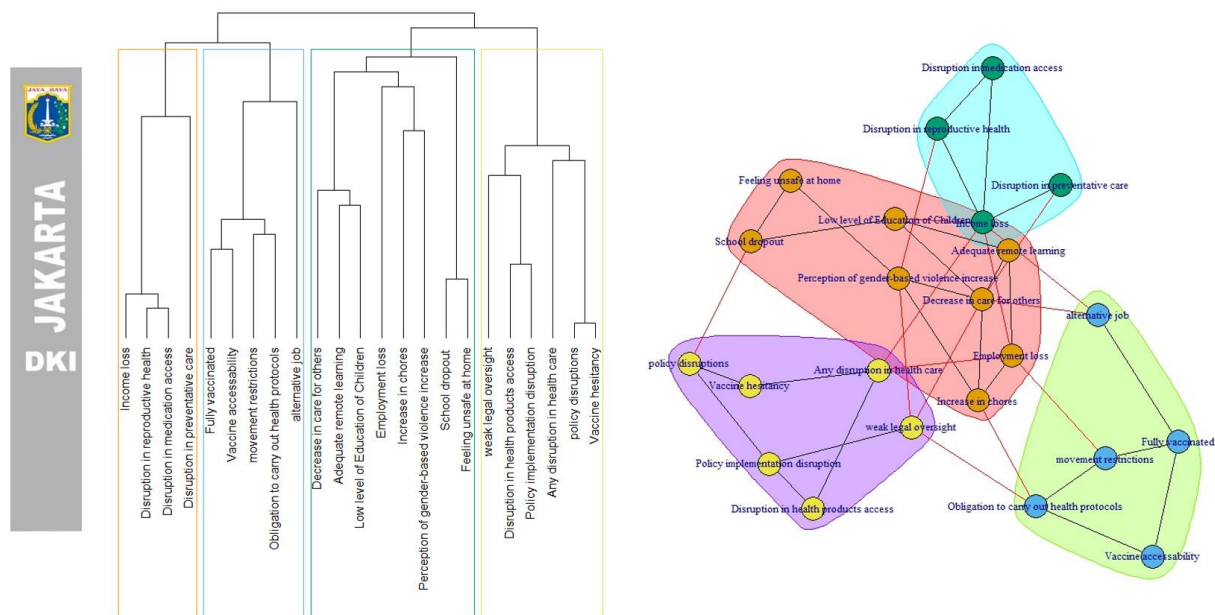 JAYA RAYA
DKI JAKARTA
Income loss
Disruption in reproductive health
Disruption in medication access
Disruption in preventative care
Fully vaccinated
Vaccine accessability
movement restrictions
Obligation to carry out health protocols
alternative job
Decrease in care for others
Adequate remote learning
Low level of Education of Children
Employment loss
Increase in chores
Perception of gender-based violence increase
School dropout
Feeling unsafe at home
weak legal oversight
Disruption in health products access
Policy implementation disruption
Any disruption in health care
policy disruptions
Vaccine hesitancy
Disruption in medication access
Disruption in reproductive health
Feeling unsafe at home
Disruption in preventative care
Low level of Education of Children
Income loss
School dropout
Adequate remote learning
Perception of gender-based violence increase
Decrease in care for others
alternative job
policy disruptions
Employment loss
Any disruption in health care
Vaccine hesitancy
Increase in chores
weak legal oversight
Fully vaccinated
movement restrictions
Policy implementation disruption
Obligation to carry out health protocols
Disruption in health products access
Vaccine accessability